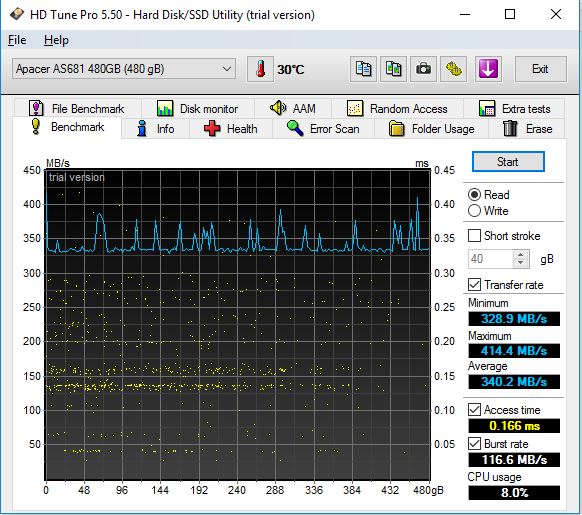 HD Tune Pro 5.50 - Hard Disk/SSD Utility (trial version)
File Help
Apacer AS681 480GB (480 gB)
30°C
Exit
File Benchmark Disk monitor AAM Random Access Extra tests
Benchmark Info Health Error Scan Folder Usage Erase
MB/s ms
trial version
450 0.45
400 0.40
350 0.35
300 0.30
250 0.25
200 0.20
150 0.15
100 0.10
50 0.05
0 48 96 144 192 240 288 336 384 432 480gB
Start
Read
Write
Short stroke
40 gB
Transfer rate
Minimum
328.9 MB/s
Maximum
414.4 MB/s
Average
340.2 MB/s
Access time
0.166 ms
Burst rate
116.6 MB/s
CPU usage
8.0%